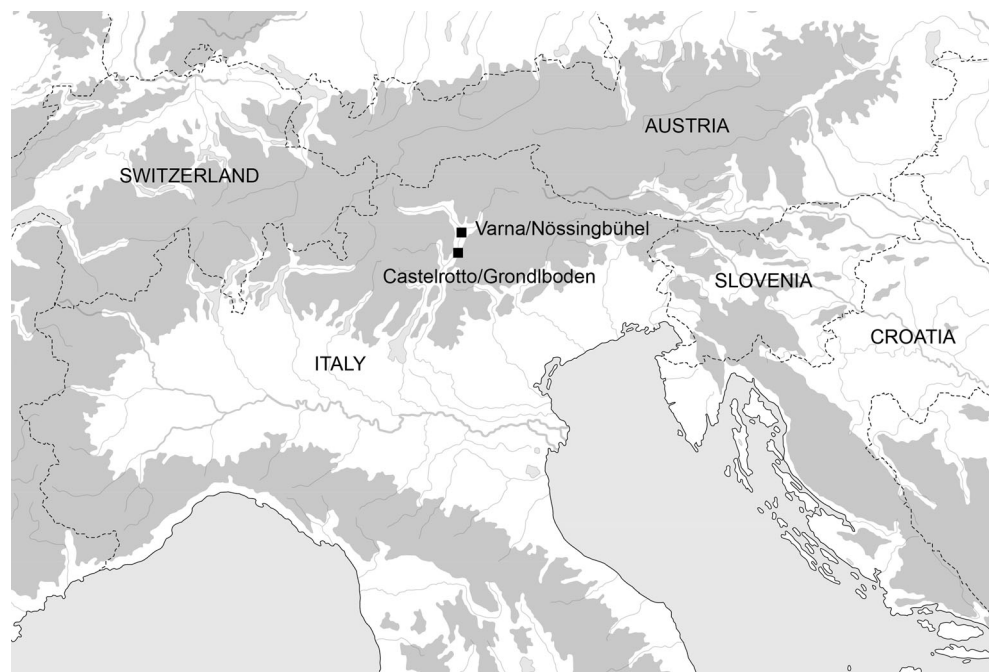 AUSTRIA
SWITZERLAND
Varna/Nössingbühel
Castelrotto/Grondlboden
SLOVENIA
CROATIA
ITALY